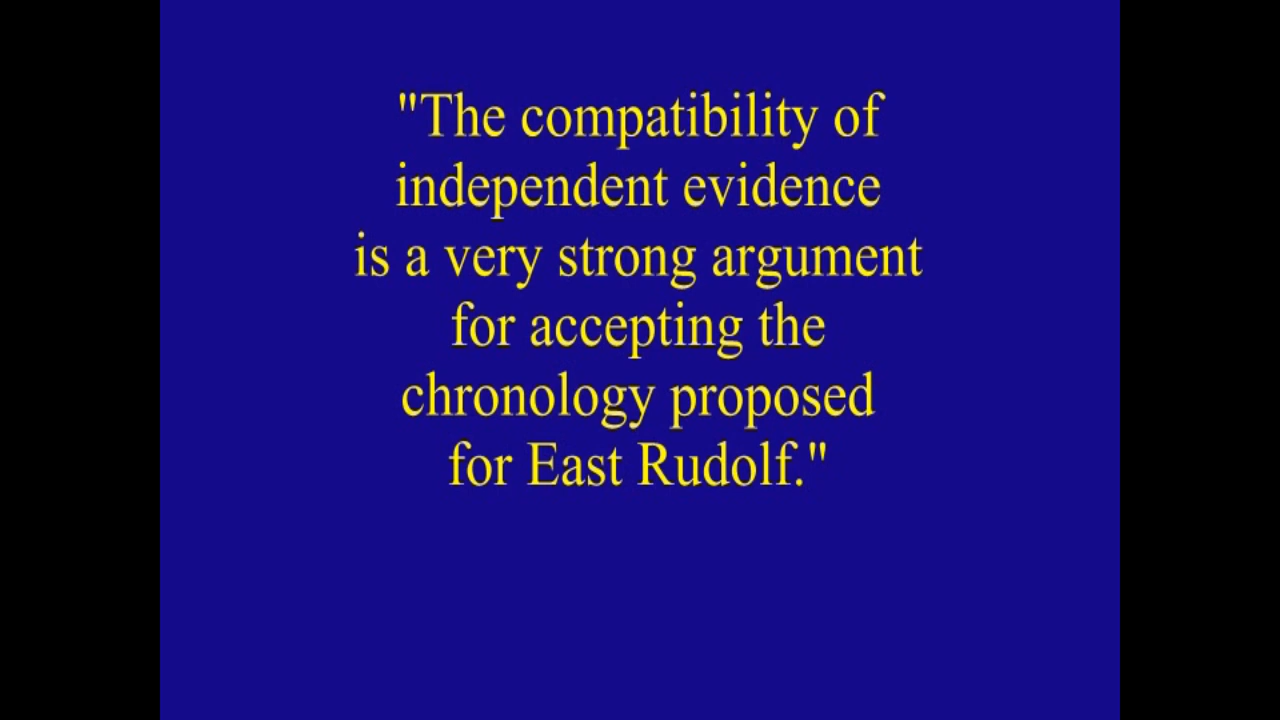 "The compatibility of
independent evidence
is a very strong argument
for accepting the
chronology proposed
for East Rudolf."